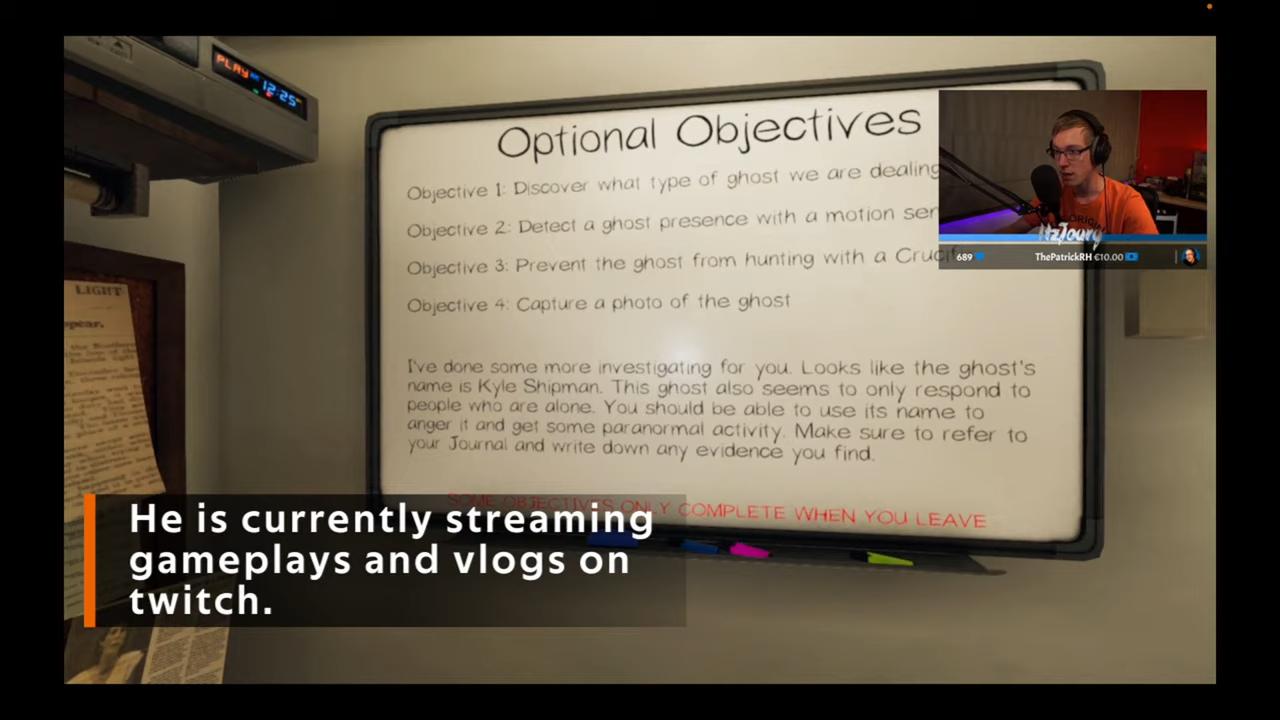 PLAY
12:25
Optional Objectives
Objective 1: Discover what type of ghost we are dealing
Objective 2: Detect a ghost presence with a motion sen
Objective 3: Prevent the ghost from hunting with a Crucif
Objective 4: Capture a photo of the ghost
ItzJoury
689 ThePatrickRH €10.00
LIGHT
ppear.
I've done some more investigating for you. Looks like the ghost's
name is Kyle Shipman. This ghost also seems to only respond to
people who are alone. You should be able to use its name to
anger it and get some paranormal activity. Make sure to refer to
your Journal and write down any evidence you find.
SOME OBJECTIVES ONLY COMPLETE WHEN YOU LEAVE
He is currently streaming
gameplays and vlogs on
twitch.